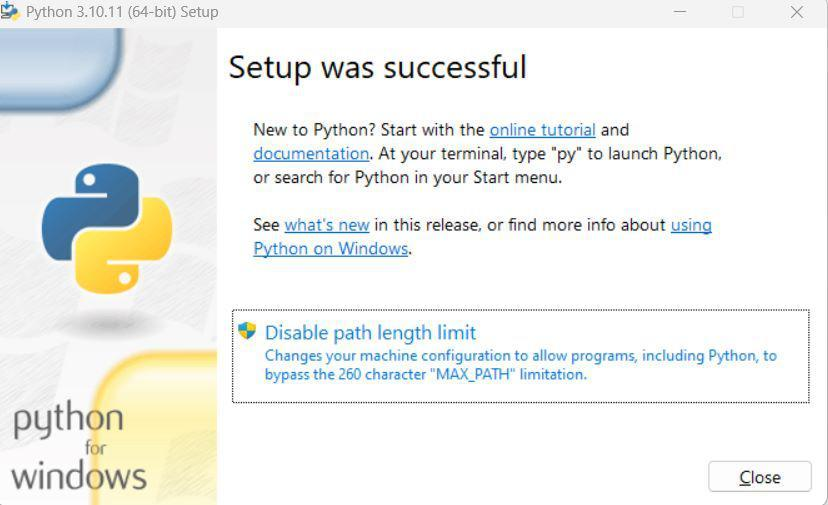 Python 3.10.11 (64-bit) Setup
Setup was successful
New to Python? Start with the online tutorial and
documentation. At your terminal, type "py" to launch Python,
or search for Python in your Start menu.
See what's new in this release, or find more info about using
Python on Windows.
Disable path length limit
Changes your machine configuration to allow programs, including Python, to
bypass the 260 character "MAX_PATH" limitation.
python
for
windows
Close